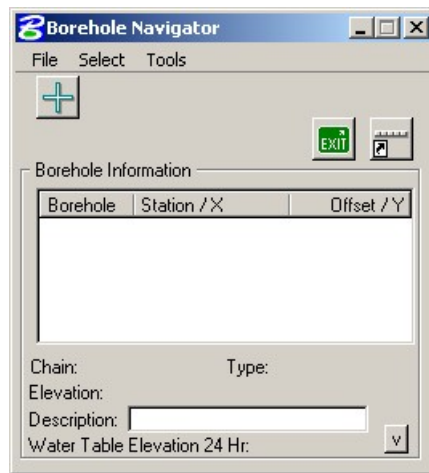 Borehole Navigator
File Select Tools
EXIT
Borehole Information
Borehole Station / X Offset / Y
Chain: Type:
Elevation:
Description:
Water Table Elevation 24 Hr: v